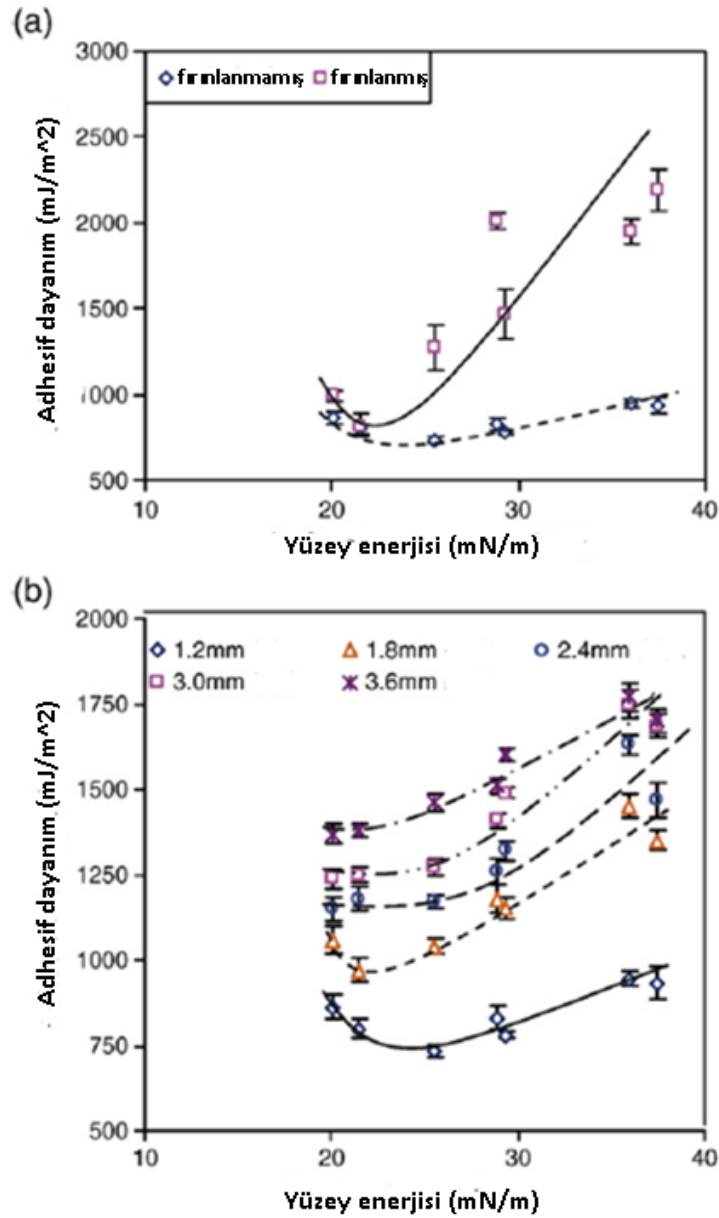 (a)
3000
2500
2000
1500
1000
500
fırınlanmamış fırınlanmış
Adhesif dayanım (mJ/m^2)
10 20 30 40
Yüzey enerjisi (mN/m)
(b)
2000
1750
1500
1250
1000
750
500
1.2mm 1.8mm 2.4mm
3.0mm 3.6mm
Adhesif dayanım (mJ/m^2)
10 20 30 40
Yüzey enerjisi (mN/m)